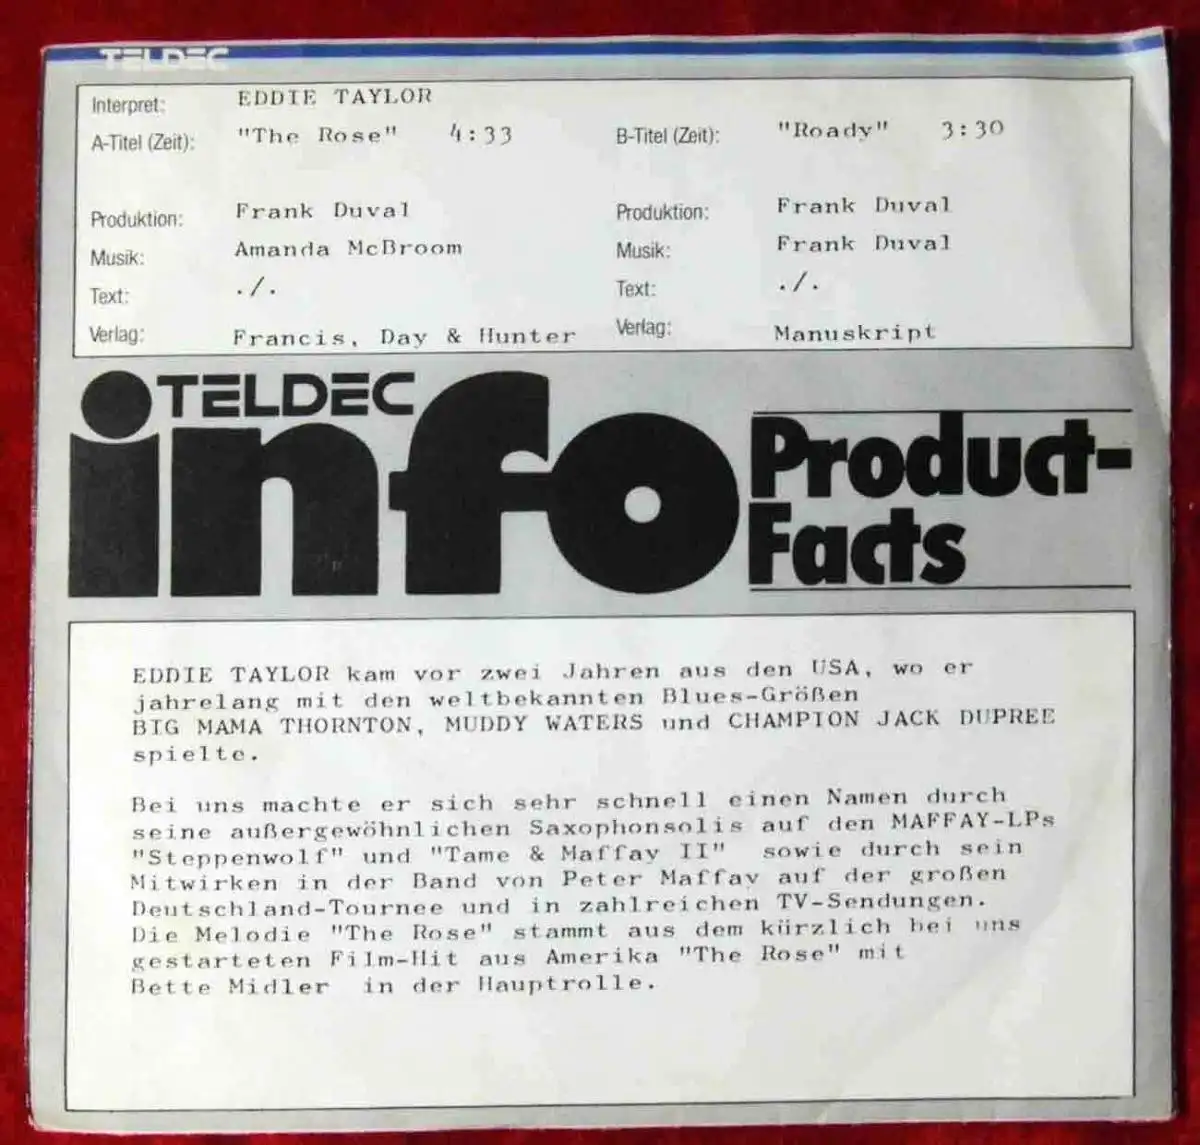 TELDEC
Interpret: EDDIE TAYLOR
A-Titel (Zeit): "The Rose" 4:33 B-Titel (Zeit): "Roady" 3:30
Produktion: Frank Duval Produktion: Frank Duval
Musik: Amanda McBroom Musik: Frank Duval
Text: ./. Text: ./.
Verlag: Francis, Day & Hunter Verlag: Manuskript
TELDEC
info Product-
Facts
EDDIE TAYLOR kam vor zwei Jahren aus den USA, wo er
jahrelang mit den weltbekannten Blues-Größen
BIG MAMA THORNTON, MUDDY WATERS und CHAMPION JACK DUPREE
spielte.
Bei uns machte er sich sehr schnell einen Namen durch
seine außergewöhnlichen Saxophonsolis auf den MAFFAY-LPs
"Steppenwolf" und "Tame & Maffay II" sowie durch sein
Mitwirken in der Band von Peter Maffay auf der großen
Deutschland-Tournee und in zahlreichen TV-Sendungen.
Die Melodie "The Rose" stammt aus dem kürzlich bei uns
gestarteten Film-Hit aus Amerika "The Rose" mit
Bette Midler in der Hauptrolle.